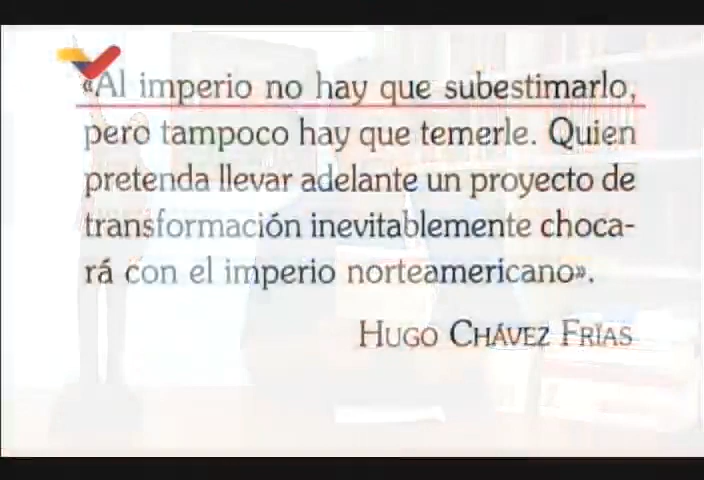 «Al imperio no hay que subestimarlo,
pero tampoco hay que temerle. Quien
pretenda llevar adelante un proyecto de
transformación inevitablemente choca-
rá con el imperio norteamericano».
HUGO CHÁVEZ FRÍAS